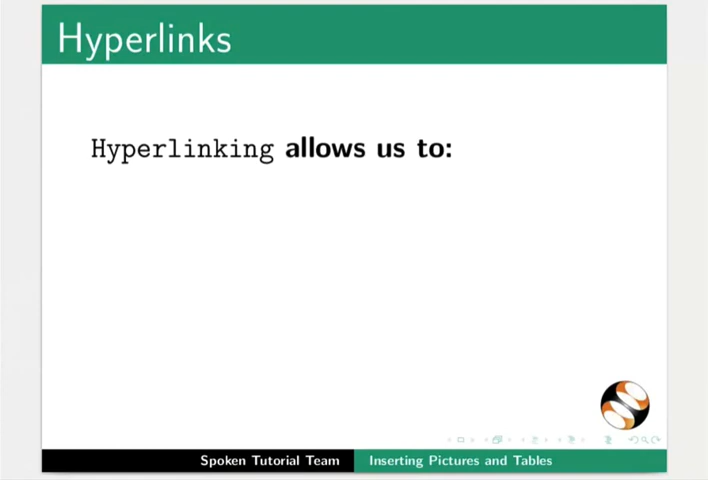 Hyperlinks
Hyperlinking allows us to:
Spoken Tutorial Team Inserting Pictures and Tables